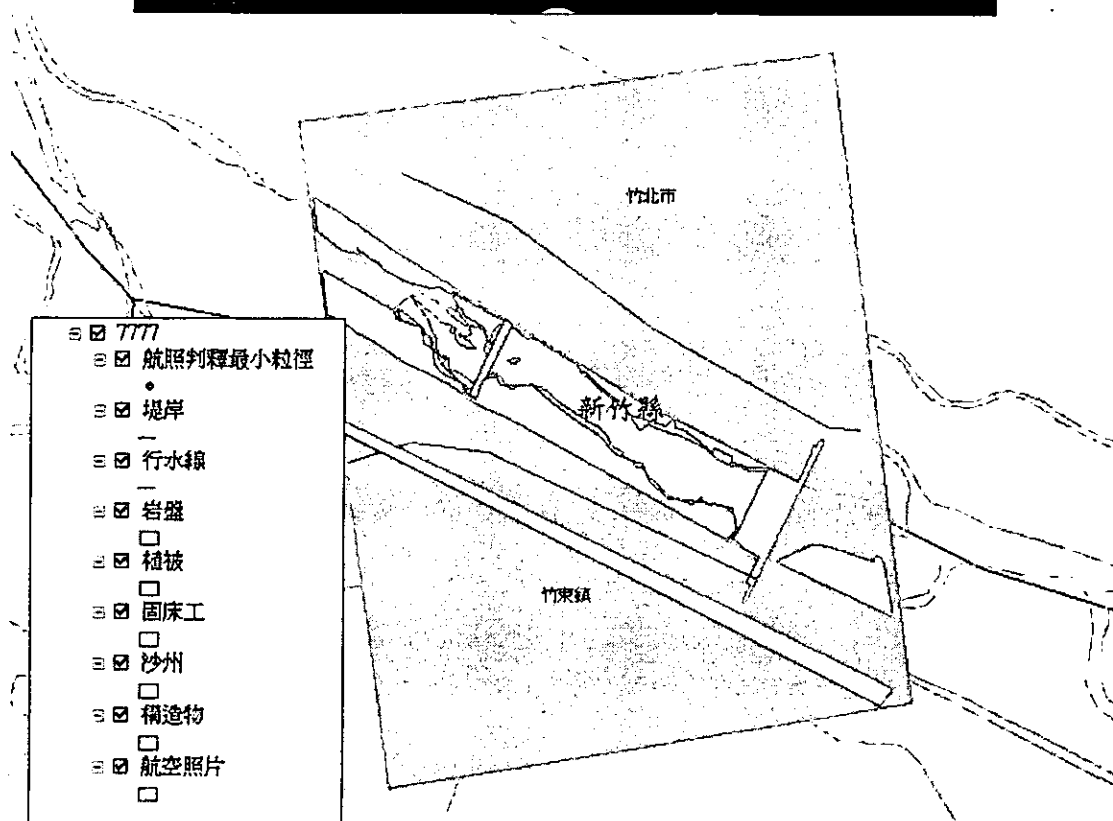 竹北市
新竹縣
竹東鎮
7777
航照判釋最小粒徑
堤岸
行水線
岩盤
植被
固床工
沙州
構造物
航空照片